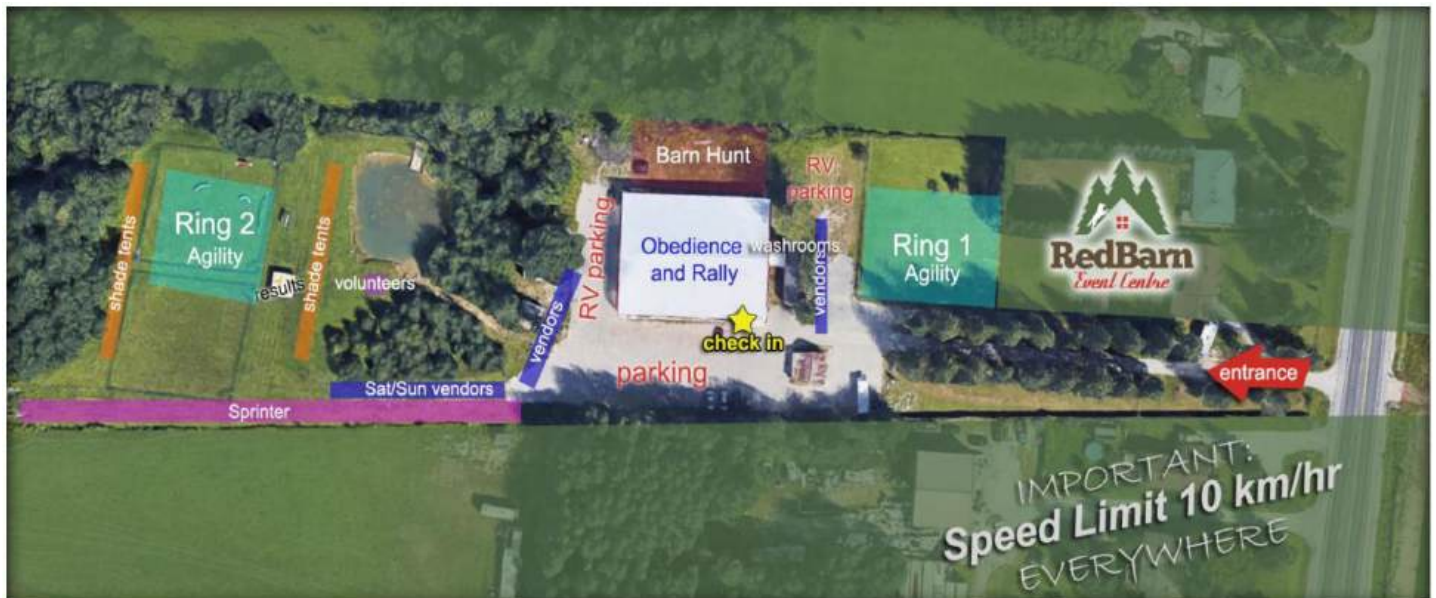 Barn Hunt
RV
parking
RedBarn
Event Centre
Ring 2
Agility
shade tents
results
shade tents
volunteers
RV parking
Obedience
and Rally
washrooms
vendors
Ring 1
Agility
vendors
check in
parking
entrance
Sat/Sun vendors
Sprinter
IMPORTANT:
Speed Limit 10 km/hr
EVERYWHERE